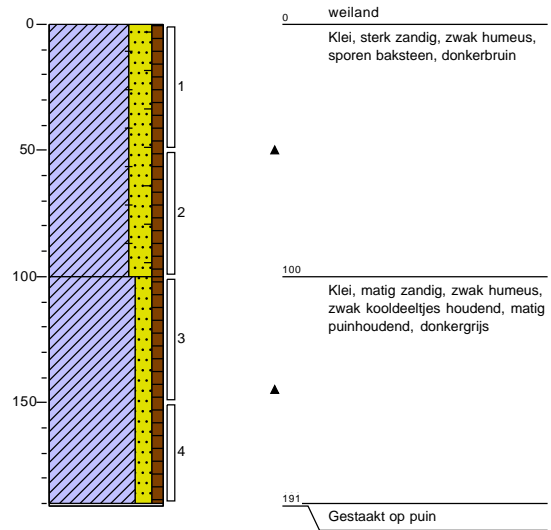 0
50
100
150
1
2
3
4
0
weiland
Klei, sterk zandig, zwak humeus,
sporen baksteen, donkerbruin
100
Klei, matig zandig, zwak humeus,
zwak kooldeeltjes houdend, matig
puinhoudend, donkergrijs
191
Gestaakt op puin